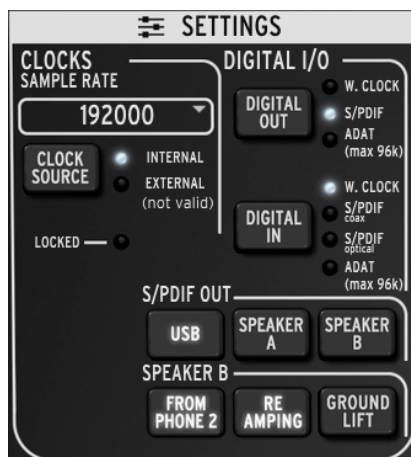 SETTINGS
CLOCKS
SAMPLE RATE
192000
CLOCK
SOURCE
INTERNAL
EXTERNAL
(not valid)
LOCKED
DIGITAL I/O
DIGITAL
OUT
W. CLOCK
S/PDIF
ADAT
(max 96k)
DIGITAL
IN
W. CLOCK
S/PDIF
coax
S/PDIF
optical
ADAT
(max 96k)
S/PDIF OUT
USB
SPEAKER
A
SPEAKER
B
SPEAKER B
FROM
PHONE 2
RE
AMPING
GROUND
LIFT